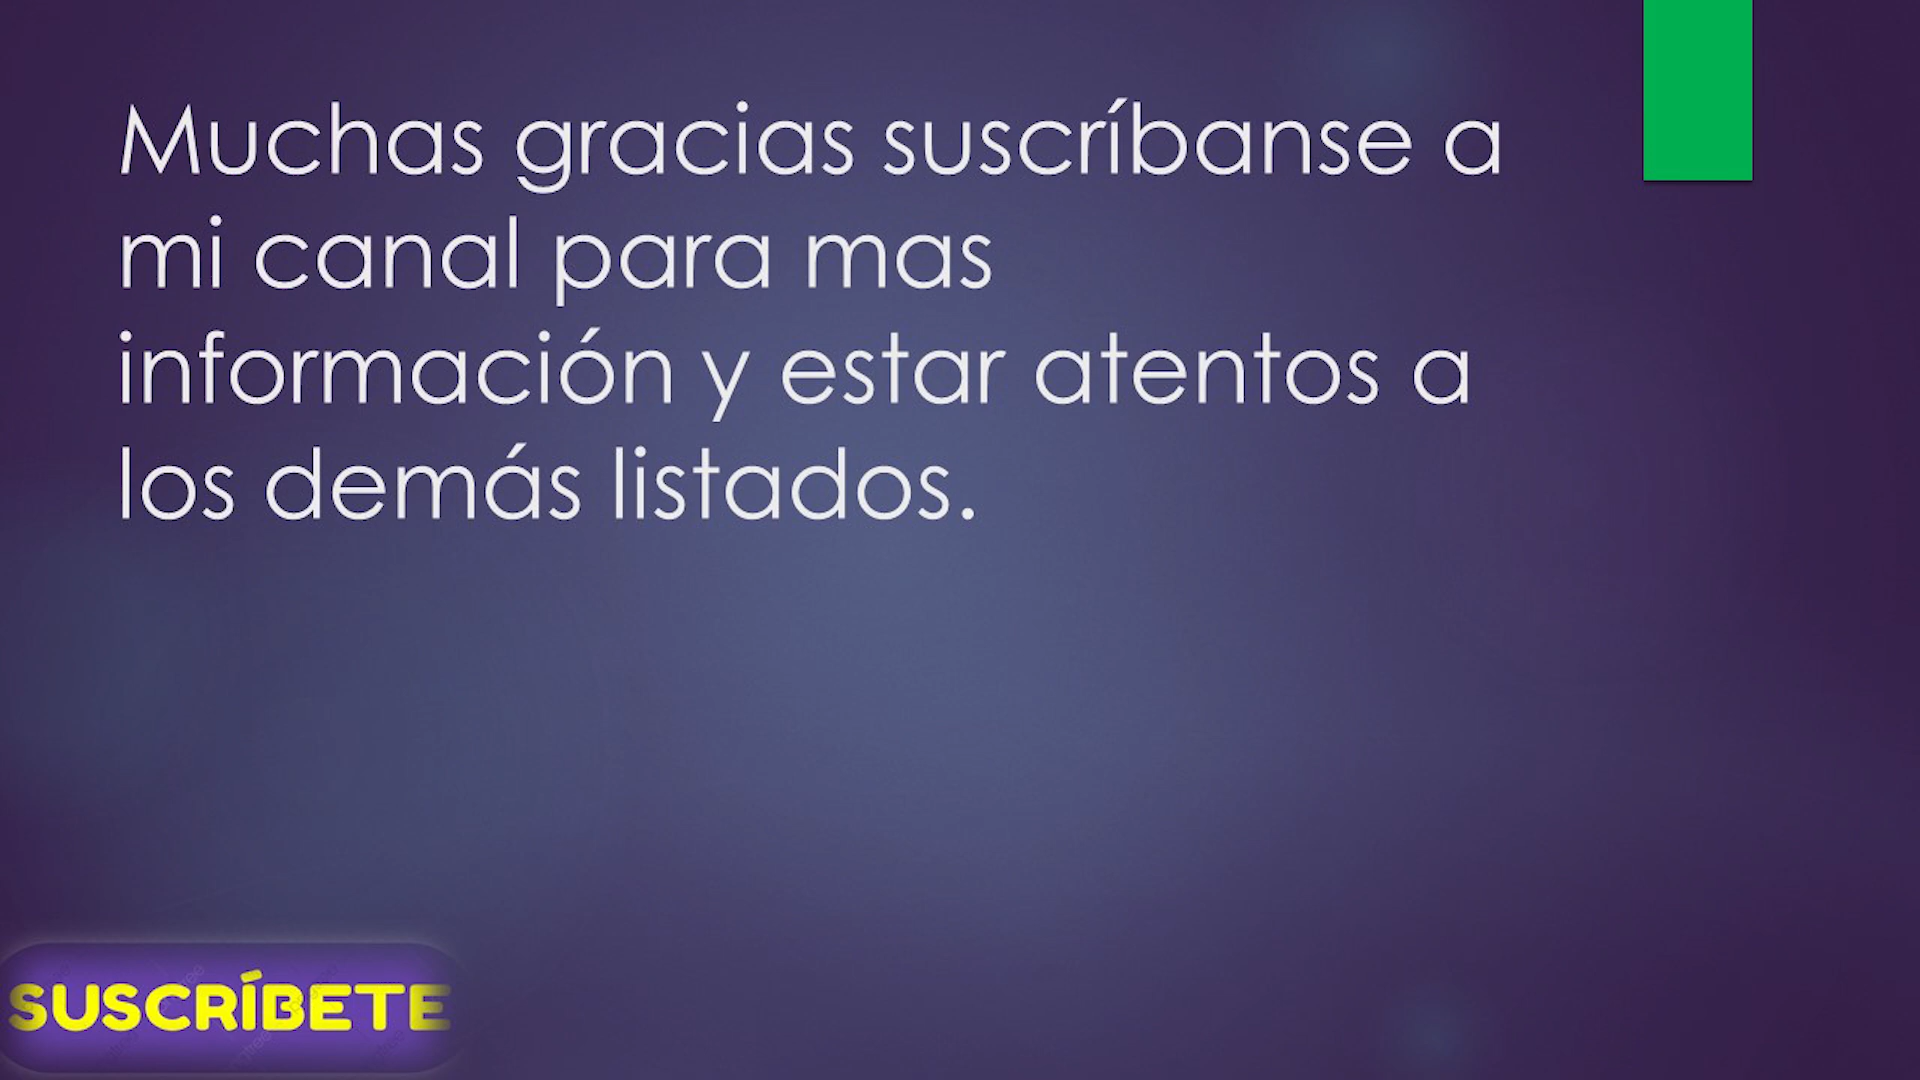 Muchas gracias suscríbanse a
mi canal para mas
información y estar atentos a
los demás listados.
SUSCRÍBETE